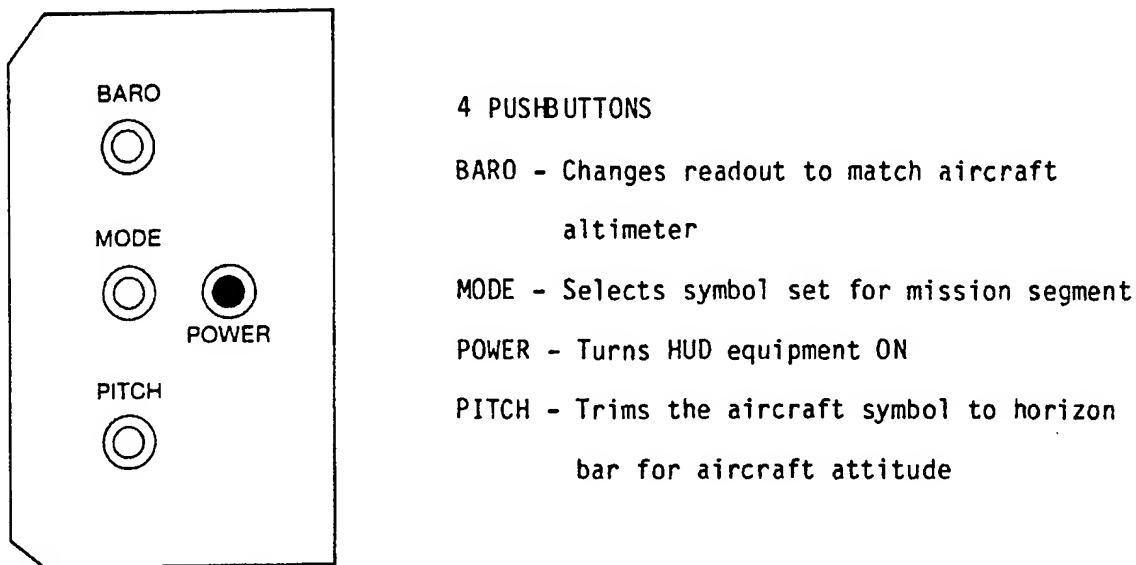 BARO
MODE
POWER
PITCH
4 PUSHBUTTONS
BARO - Changes readout to match aircraft
altimeter
MODE - Selects symbol set for mission segment
POWER - Turns HUD equipment ON
PITCH - Trims the aircraft symbol to horizon
bar for aircraft attitude